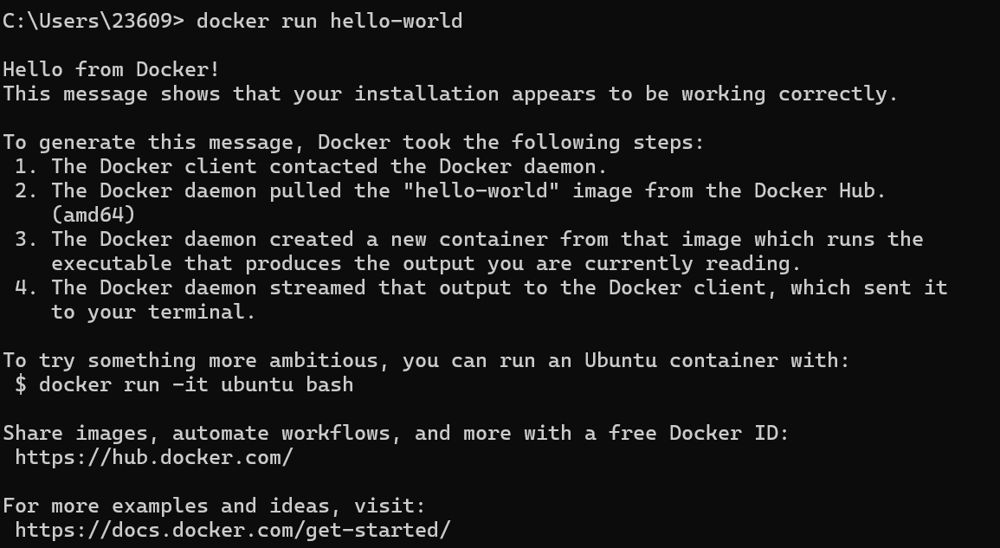 C:\Users\23609> docker run hello-world
Hello from Docker!
This message shows that your installation appears to be working correctly.
To generate this message, Docker took the following steps:
1. The Docker client contacted the Docker daemon.
2. The Docker daemon pulled the "hello-world" image from the Docker Hub.
(amd64)
3. The Docker daemon created a new container from that image which runs the
executable that produces the output you are currently reading.
4. The Docker daemon streamed that output to the Docker client, which sent it
to your terminal.
To try something more ambitious, you can run an Ubuntu container with:
$ docker run -it ubuntu bash
Share images, automate workflows, and more with a free Docker ID:
https://hub.docker.com/
For more examples and ideas, visit:
https://docs.docker.com/get-started/